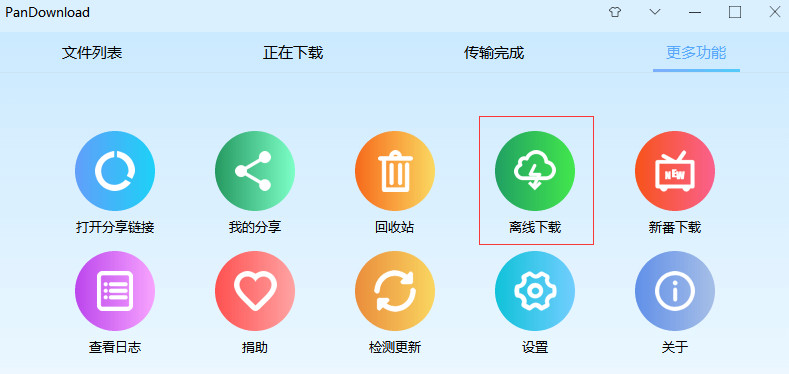 PanDownload
文件列表
正在下载
传输完成
更多功能
NEW
打开分享链接
我的分享
回收站
离线下载
新番下载
查看日志
捐助
检测更新
设置
关于